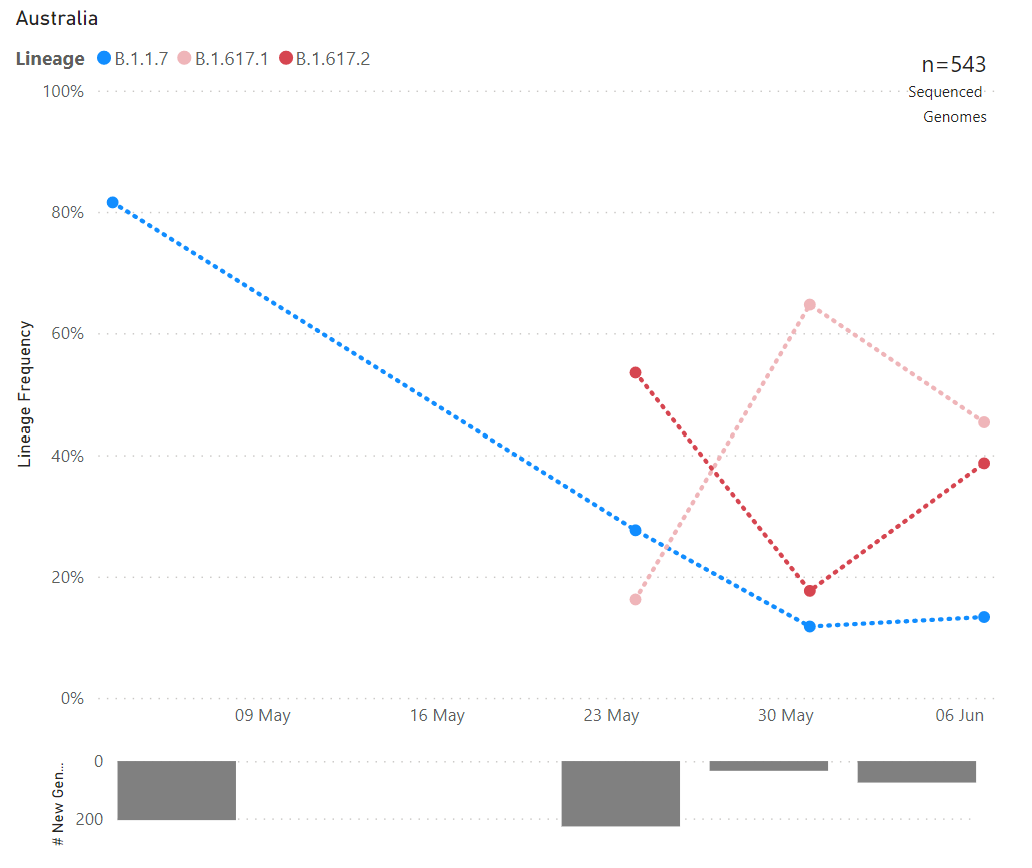 Australia
Lineage B.1.1.7 B.1.617.1 B.1.617.2
n=543
Sequenced
Genomes
100%
80%
60%
40%
20%
0%
Lineage Frequency
09 May 16 May 23 May 30 May 06 Jun
0
200
# New Gen...